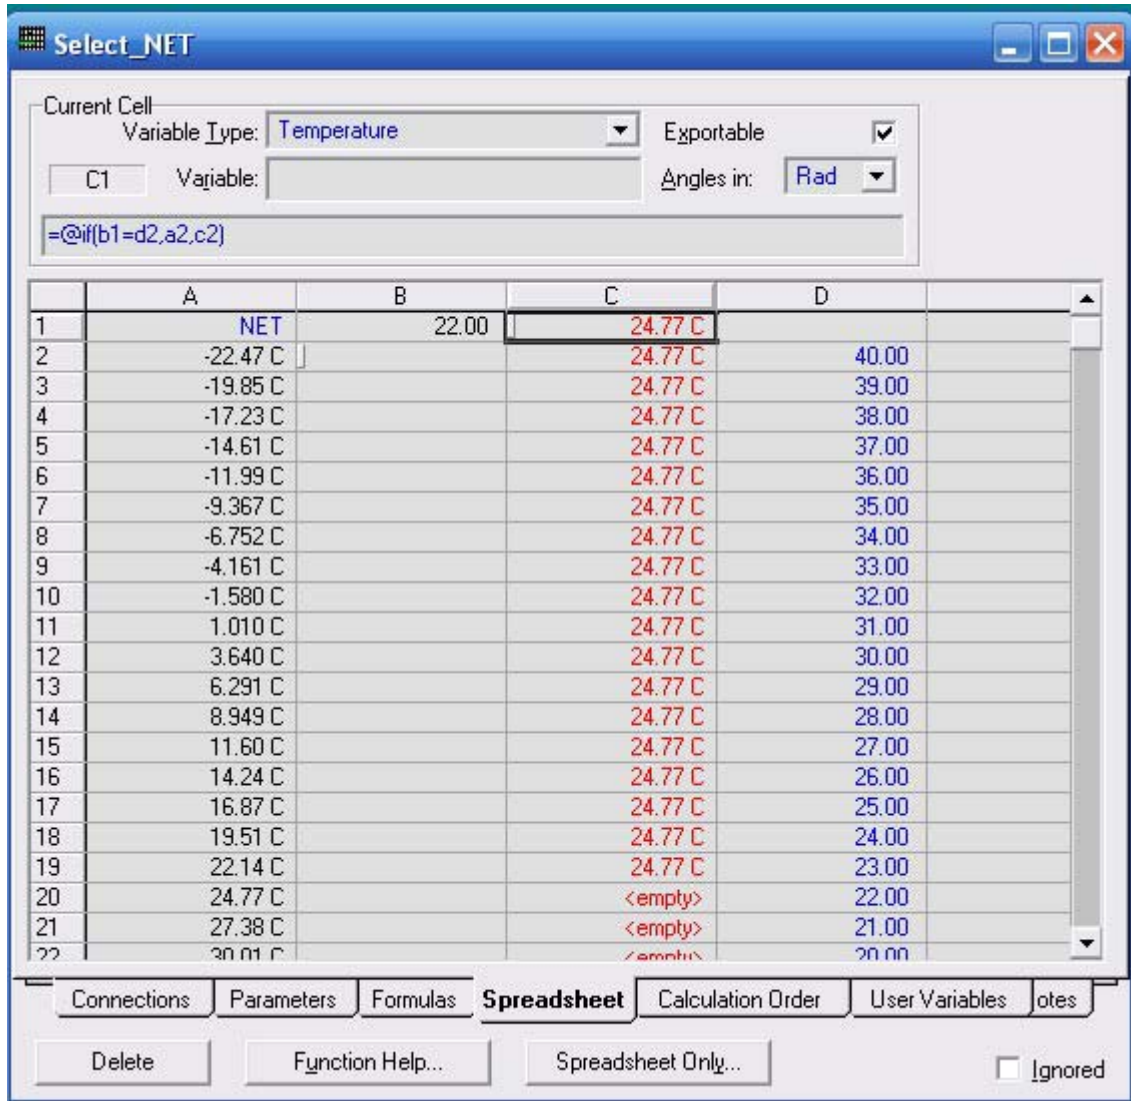 Select_NET
Current Cell
Variable Type: Temperature Exportable
C1 Variable: Angles in: Rad
=@if(b1=d2,a2,c2)
A B C D
1 NET 22.00 24.77 C
2 -22.47 C 24.77 C 40.00
3 -19.85 C 24.77 C 39.00
4 -17.23 C 24.77 C 38.00
5 -14.61 C 24.77 C 37.00
6 -11.99 C 24.77 C 36.00
7 -9.367 C 24.77 C 35.00
8 -6.752 C 24.77 C 34.00
9 -4.161 C 24.77 C 33.00
10 -1.580 C 24.77 C 32.00
11 1.010 C 24.77 C 31.00
12 3.640 C 24.77 C 30.00
13 6.291 C 24.77 C 29.00
14 8.949 C 24.77 C 28.00
15 11.60 C 24.77 C 27.00
16 14.24 C 24.77 C 26.00
17 16.87 C 24.77 C 25.00
18 19.51 C 24.77 C 24.00
19 22.14 C 24.77 C 23.00
20 24.77 C <empty> 22.00
21 27.38 C <empty> 21.00
22 30.01 C <empty> 20.00
Connections Parameters Formulas Spreadsheet Calculation Order User Variables otes
Delete Function Help... Spreadsheet Only... Ignored